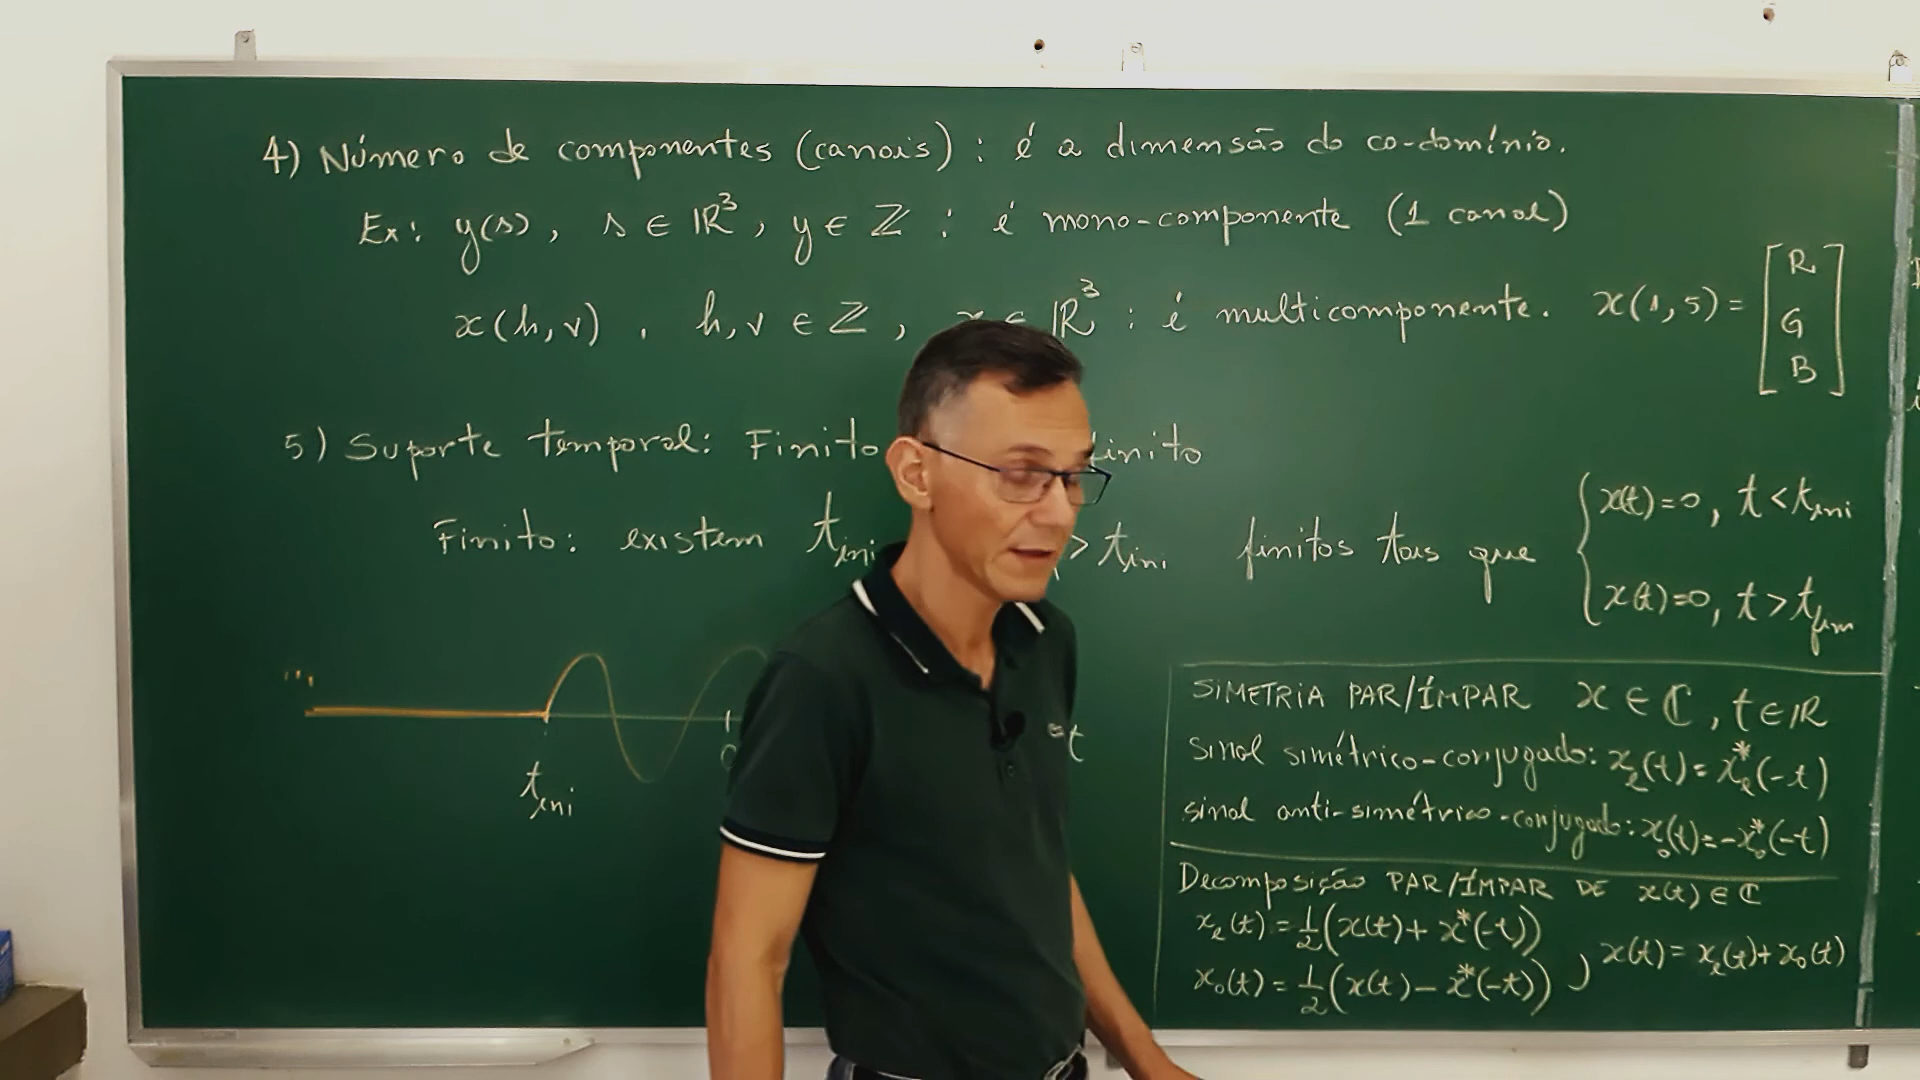 4) Número de componentes (canais) : é a dimensão do co-domínio.
Ex: y(s), s ∈ ℝ³, y ∈ ℤ : é mono-componente (1 canal)
x(h,v), h,v ∈ ℤ, x ∈ ℝ³ : é multicomponente. x(1,5) = [R G B]
5) Suporte temporal: Finito
Finito: existem t_ini > t_ini finitos tais que
x(t)=0, t<t_ini
x(t)=0, t>t_fim
t_ini
t
SIMETRIA PAR/ÍMPAR x ∈ ℂ, t ∈ ℝ
sinal simétrico-conjugado: x_e(t) = x_e*(-t)
sinal anti-simétrico-conjugado: x_o(t) = -x_o*(-t)
Decomposição PAR/ÍMPAR DE x(t) ∈ ℂ
x_e(t) = 1/2 (x(t) + x*(-t))
x_o(t) = 1/2 (x(t) - x*(-t))
x(t) = x_e(t) + x_o(t)